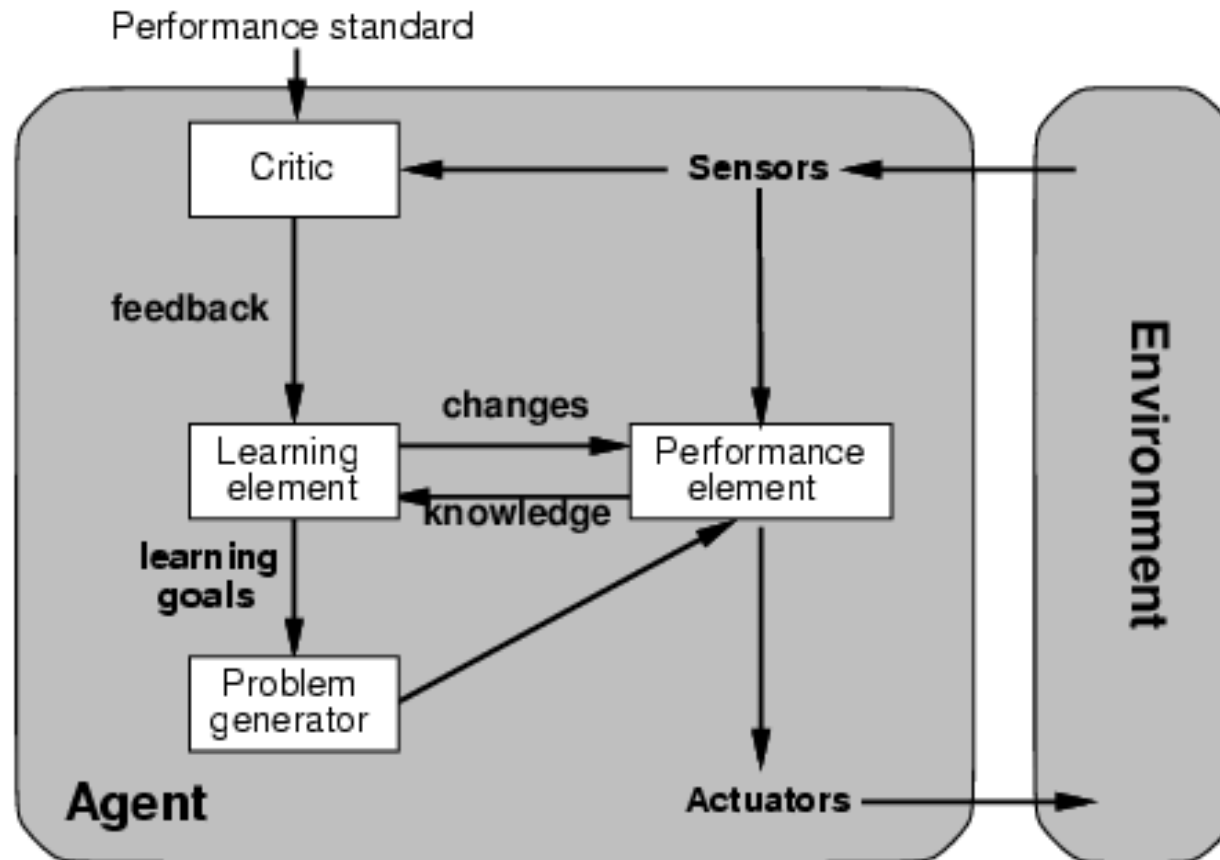 Performance standard
Critic
Sensors
feedback
changes
Learning
element
Performance
element
knowledge
learning
goals
Problem
generator
Agent
Actuators
Environment